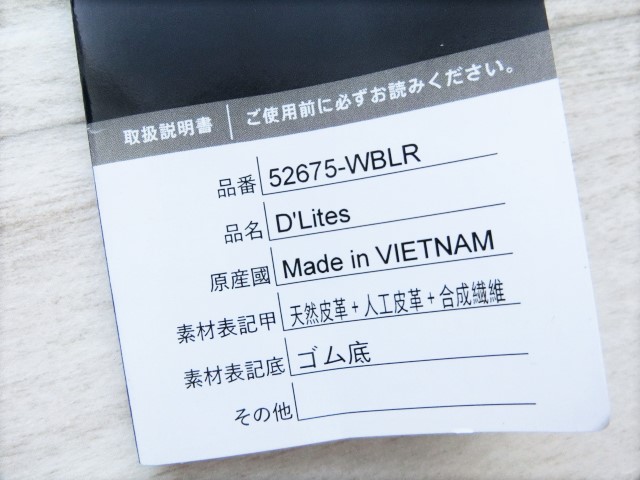 取扱説明書 ご使用前に必ずお読みください。
品番 52675-WBLR
品名 D'Lites
原産國 Made in VIETNAM
素材表記甲 天然皮革+人工皮革+合成繊維
素材表記底 ゴム底
その他